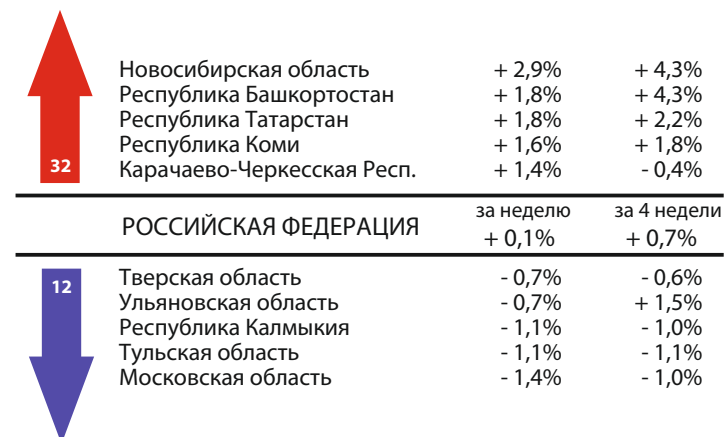 Новосибирская область + 2,9% + 4,3%
Республика Башкортостан + 1,8% + 4,3%
Республика Татарстан + 1,8% + 2,2%
Республика Коми + 1,6% + 1,8%
32 Карачаево-Черкесская Респ. + 1,4% - 0,4%
за неделю за 4 недели
РОССИЙСКАЯ ФЕДЕРАЦИЯ + 0,1% + 0,7%
12 Тверская область - 0,7% - 0,6%
Ульяновская область - 0,7% + 1,5%
Республика Калмыкия - 1,1% - 1,0%
Тульская область - 1,1% - 1,1%
Московская область - 1,4% - 1,0%